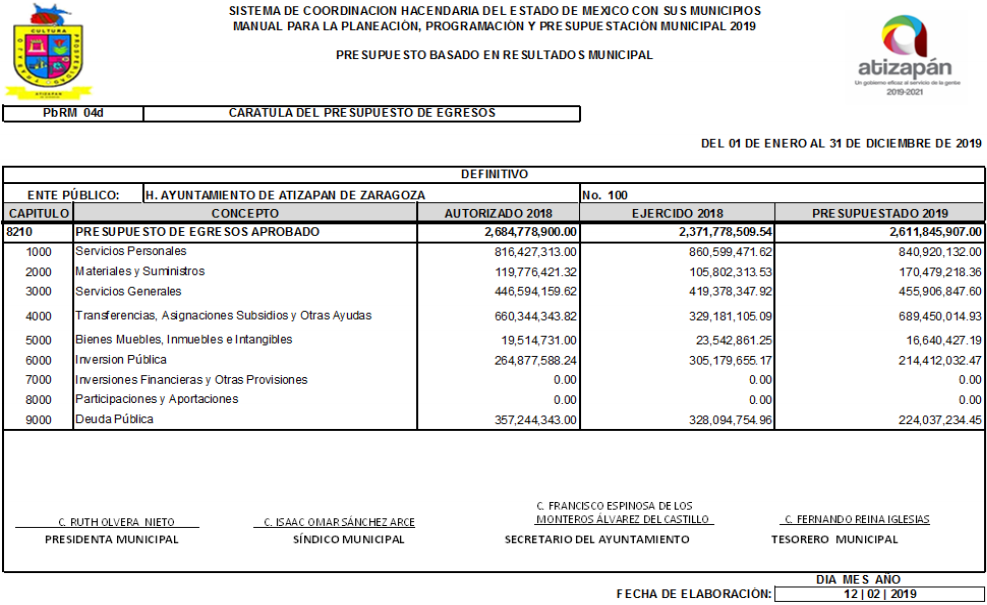 SISTEMA DE COORDINACION HACENDARIA DEL ESTADO DE MEXICO CON SUS MUNICIPIOS
MANUAL PARA LA PLANEACIÓN, PROGRAMACIÓN Y PRESUPUESTACIÓN MUNICIPAL 2019
PRESUPUESTO BASADO EN RESULTADOS MUNICIPAL
CULTURA
atizapán
Un gobierno eficaz al servicio de la gente
2019-2021
PbRM 04d CARATULA DEL PRESUPUESTO DE EGRESOS
DEL 01 DE ENERO AL 31 DE DICIEMBRE DE 2019
DEFINITIVO
ENTE PÚBLICO: H. AYUNTAMIENTO DE ATIZAPAN DE ZARAGOZA No. 100
CAPITULO CONCEPTO AUTORIZADO 2018 EJERCIDO 2018 PRESUPUESTADO 2019
8210 PRESUPUESTO DE EGRESOS APROBADO 2,684,778,900.00 2,371,778,509.54 2,611,845,907.00
1000 Servicios Personales 816,427,313.00 860,599,471.62 840,920,132.00
2000 Materiales y Suministros 119,776,421.32 105,802,313.53 170,479,218.36
3000 Servicios Generales 446,594,159.62 419,378,347.92 455,906,847.60
4000 Transferencias, Asignaciones Subsidios y Otras Ayudas 660,344,343.82 329,181,105.09 689,450,014.93
5000 Bienes Muebles, Inmuebles e Intangibles 19,514,731.00 23,542,861.25 16,640,427.19
6000 Inversion Pública 264,877,588.24 305,179,655.17 214,412,032.47
7000 Inversiones Financieras y Otras Provisiones 0.00 0.00 0.00
8000 Participaciones y Aportaciones 0.00 0.00 0.00
9000 Deuda Pública 357,244,343.00 328,094,754.96 224,037,234.45
C. RUTH OLVERA NIETO
PRESIDENTA MUNICIPAL
C. ISAAC OMAR SÁNCHEZ ARCE
SÍNDICO MUNICIPAL
C. FRANCISCO ESPINOSA DE LOS
MONTEROS ÁLVAREZ DEL CASTILLO
SECRETARIO DEL AYUNTAMIENTO
C. FERNANDO REINA IGLESIAS
TESORERO MUNICIPAL
DIA MES AÑO
FECHA DE ELABORACIÓN: 12 | 02 | 2019